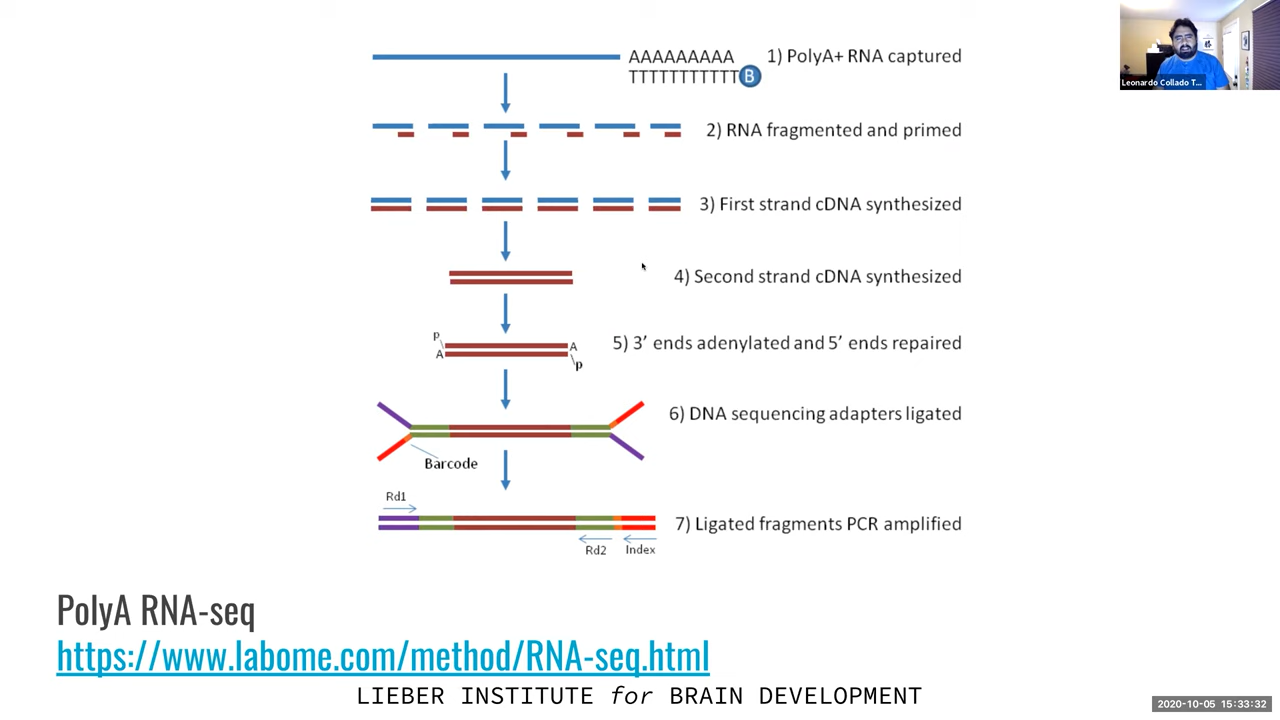 AAAAAAAAA 1) PolyA+ RNA captured
TTTTTTTTTTT B
Leonardo Collado T...
2) RNA fragmented and primed
3) First strand cDNA synthesized
4) Second strand cDNA synthesized
p
A
A
p
5) 3’ ends adenylated and 5’ ends repaired
6) DNA sequencing adapters ligated
Barcode
Rd1
7) Ligated fragments PCR amplified
Rd2 Index
PolyA RNA-seq
https://www.labome.com/method/RNA-seq.html
LIEBER INSTITUTE for BRAIN DEVELOPMENT
2020-10-05 15:33:32